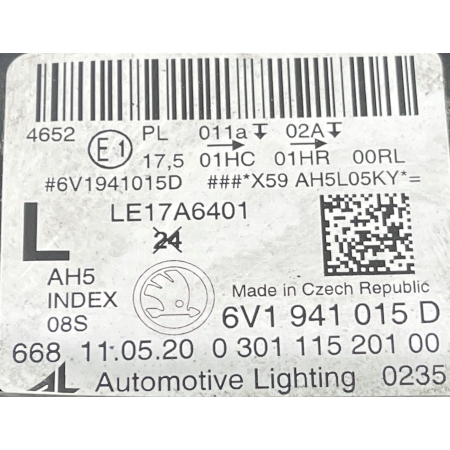 4652 E1 PL 011a 02A
17,5 01HC 01HR 00RL
#6V1941015D ###*X59 AH5L05KY*=
LE17A6401
L 24
AH5
INDEX
08S
Made in Czech Republic
6V1 941 015 D
668 11.05.20 0 301 115 201 00
AL Automotive Lighting 0235